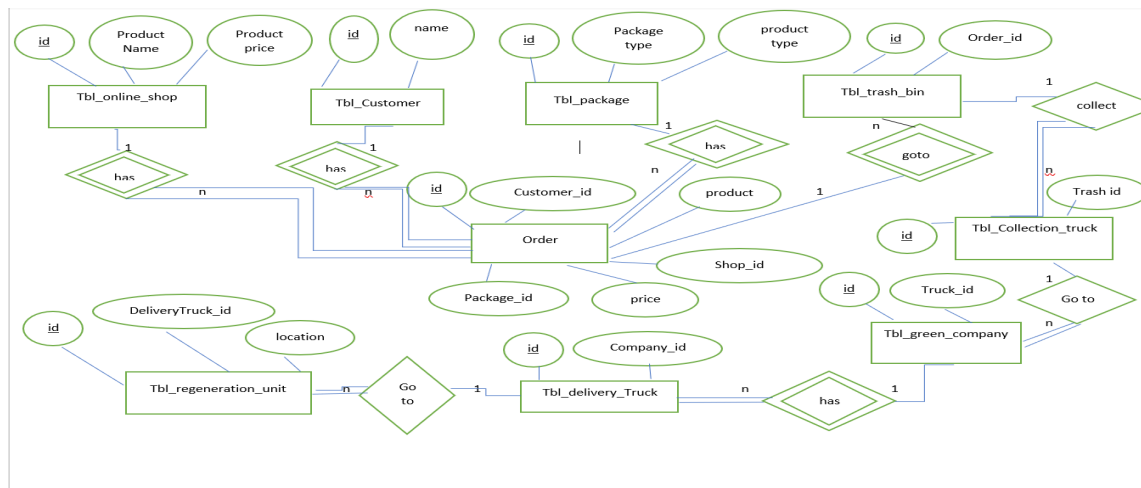 id
Product
Name
Product
price
id
name
id
Package
type
product
type
id
Order_id
Tbl_online_shop
Tbl_Customer
Tbl_package
Tbl_trash_bin
1
collect
1
has
1
has
1
has
n
n
goto
n
n
id
Customer_id
product
1
n
Trash id
id
Tbl_Collection_truck
Order
Shop_id
Package_id
price
id
Truck_id
1
Go to
n
Tbl_green_company
id
DeliveryTruck_id
location
id
Company_id
Tbl_regeneration_unit
n
Go
to
1
Tbl_delivery_Truck
n
has
1